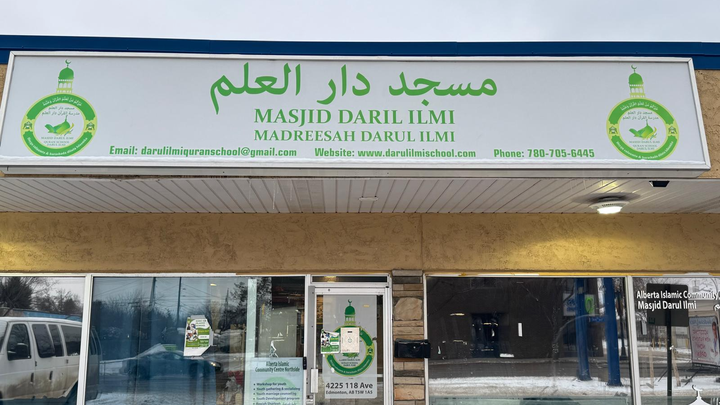 مسجد دار العلم
MASJID DARIL ILMI
MADREESAH DARUL ILMI
Email: darulilmiquranschool@gmail.com Website: www.darulilmischool.com Phone: 780-705-6445
Alberta Islamic Community
Masjid Darul Ilmi
Alberta Islamic
Community Centre Northside
4225 118 Ave
Edmonton, AB T5W 1A5